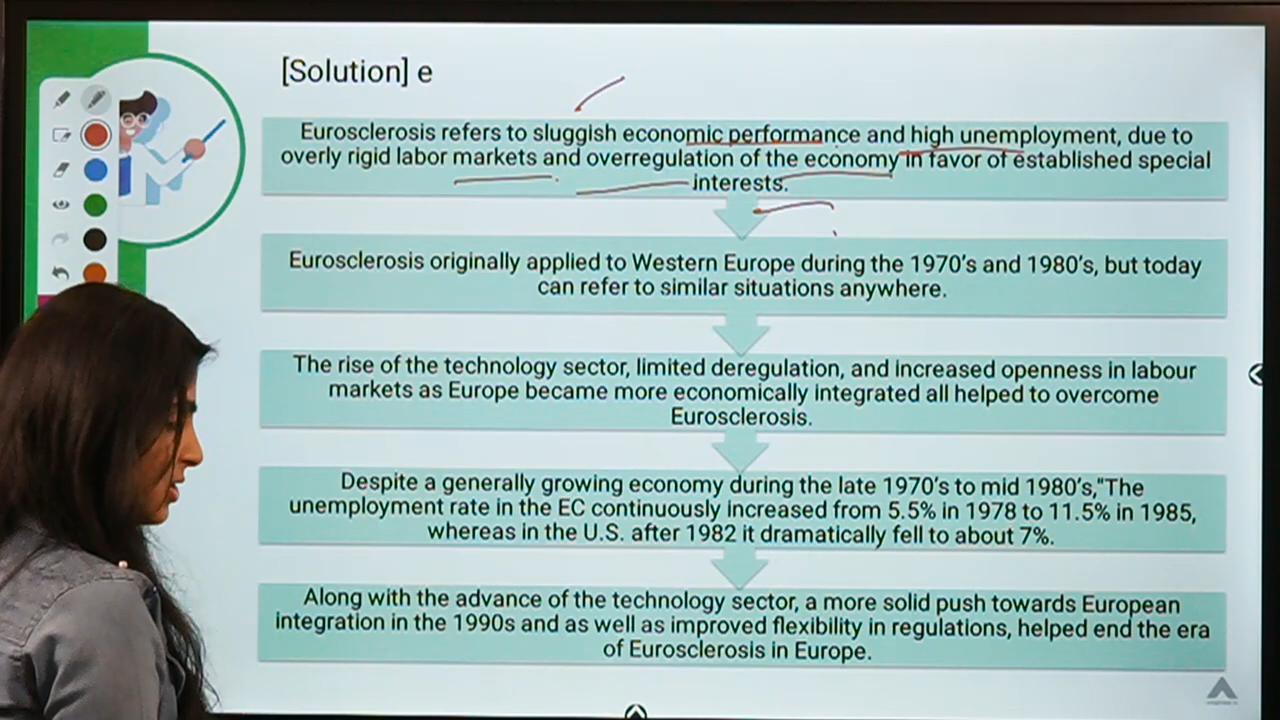 [Solution] e
Eurosclerosis refers to sluggish economic performance and high unemployment, due to
overly rigid labor markets and overregulation of the economy in favor of established special
interests.
Eurosclerosis originally applied to Western Europe during the 1970's and 1980's, but today
can refer to similar situations anywhere.
The rise of the technology sector, limited deregulation, and increased openness in labour
markets as Europe became more economically integrated all helped to overcome
Eurosclerosis.
Despite a generally growing economy during the late 1970's to mid 1980's,"The
unemployment rate in the EC continuously increased from 5.5% in 1978 to 11.5% in 1985,
whereas in the U.S. after 1982 it dramatically fell to about 7%.
Along with the advance of the technology sector, a more solid push towards European
integration in the 1990s and as well as improved flexibility in regulations, helped end the era
of Eurosclerosis in Europe.